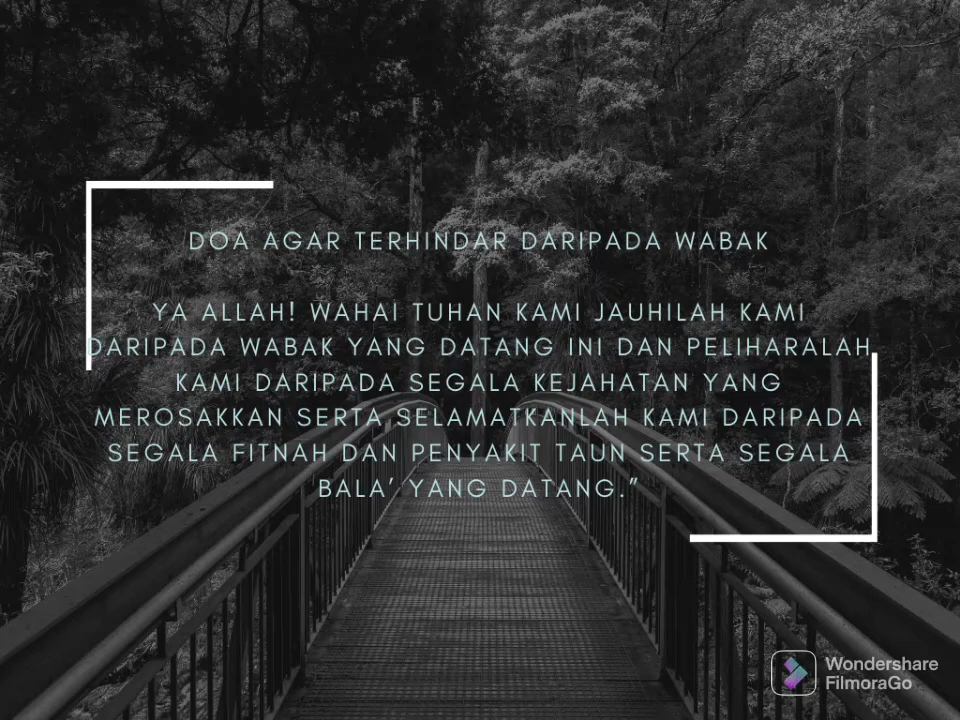 DOA AGAR TERHINDAR DARIPADA WABAK
YA ALLAH! WAHAI TUHAN KAMI JAUHILAH KAMI
DARIPADA WABAK YANG DATANG INI DAN PELIHARALAH
KAMI DARIPADA SEGALA KEJAHATAN YANG
MEROSAKKAN SERTA SELAMATKANLAH KAMI DARIPADA
SEGALA FITNAH DAN PENYAKIT TAUN SERTA SEGALA
BALA’ YANG DATANG.”
Wondershare
FilmoraGo